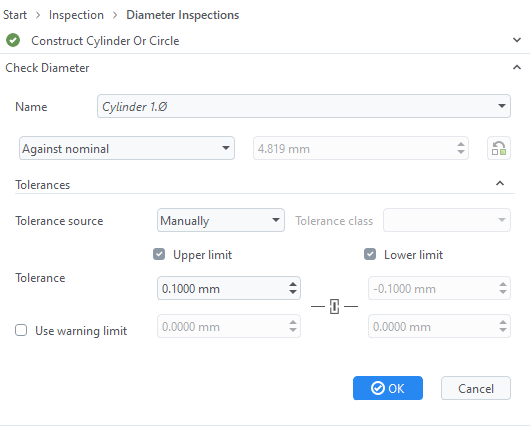 Start > Inspection > Diameter Inspections
Construct Cylinder Or Circle
Check Diameter
Name Cylinder 1.Ø
Against nominal 4.819 mm
Tolerances
Tolerance source Manually Tolerance class
Upper limit Lower limit
Tolerance 0.1000 mm -0.1000 mm
Use warning limit 0.0000 mm 0.0000 mm
OK Cancel